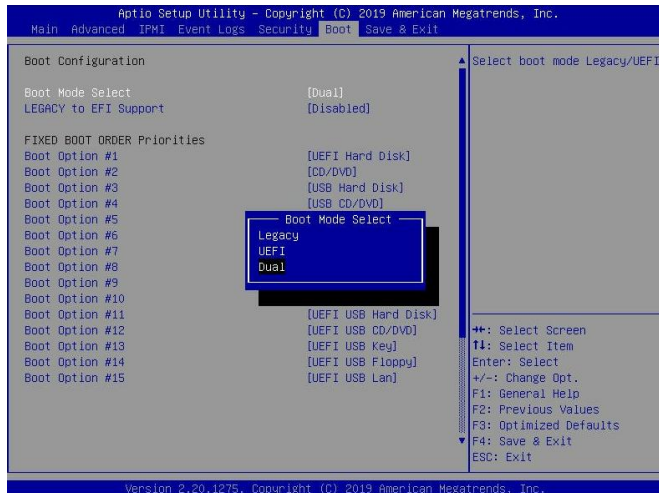 Aptio Setup Utility - Copyright (C) 2019 American Megatrends, Inc.
Main Advanced IPMI Event Logs Security Boot Save & Exit
Boot Configuration
Select boot mode Legacy/UEFI
Boot Mode Select [Dual]
LEGACY to EFI Support [Disabled]
FIXED BOOT ORDER Priorities
Boot Option #1 [UEFI Hard Disk]
Boot Option #2 [CD/DVD]
Boot Option #3 [USB Hard Disk]
Boot Option #4 [USB CD/DVD]
Boot Option #5
Boot Option #6
Boot Option #7
Boot Option #8
Boot Option #9
Boot Option #10
Boot Option #11 [UEFI USB Hard Disk]
Boot Option #12 [UEFI USB CD/DVD]
Boot Option #13 [UEFI USB Key]
Boot Option #14 [UEFI USB Floppy]
Boot Option #15 [UEFI USB Lan]
Boot Mode Select
Legacy
UEFI
Dual
→←: Select Screen
↑↓: Select Item
Enter: Select
+/-: Change Opt.
F1: General Help
F2: Previous Values
F3: Optimized Defaults
F4: Save & Exit
ESC: Exit
Version 2.20.1275. Copyright (C) 2019 American Megatrends, Inc.